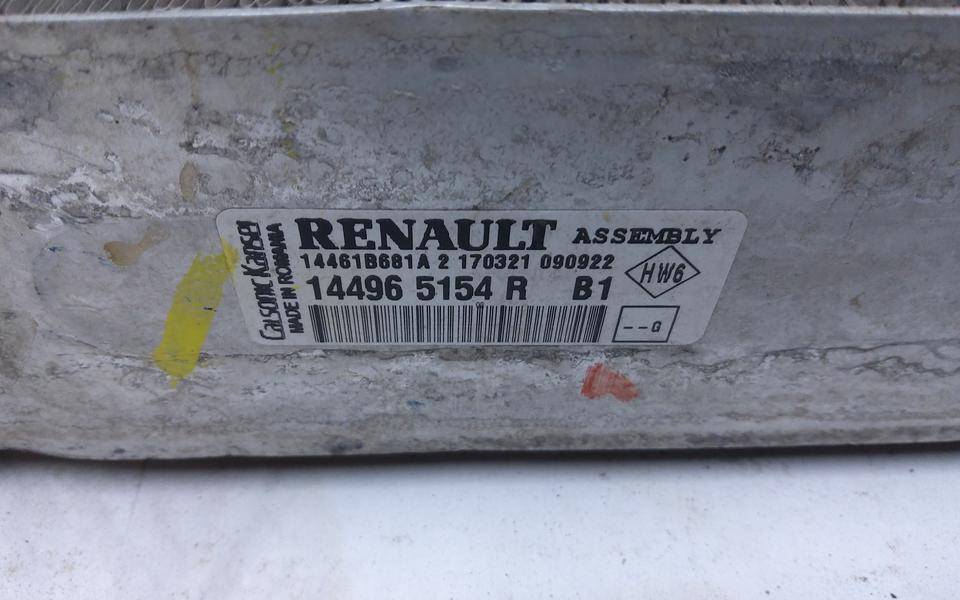 Calsonic Kansei
MADE IN ROMANIA
RENAULT ASSEMBLY
14461B681A 2 170321 090922
HW6
14496 5154 R B1
--G